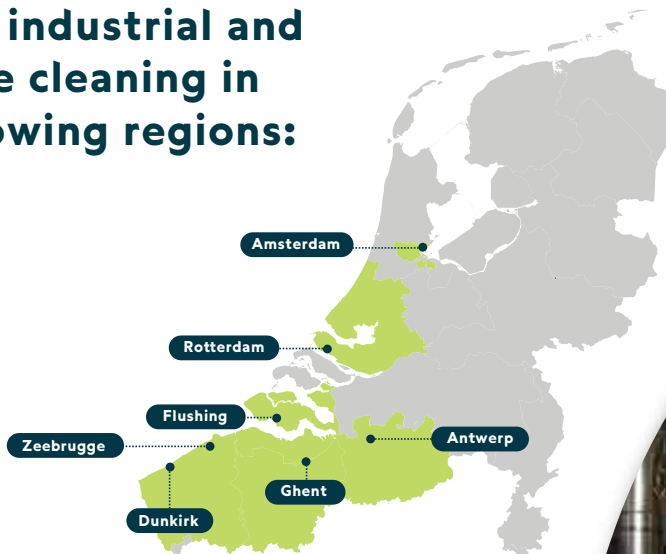 industrial and
e cleaning in
owing regions:
Amsterdam
Rotterdam
Flushing
Zeebrugge
Antwerp
Ghent
Dunkirk